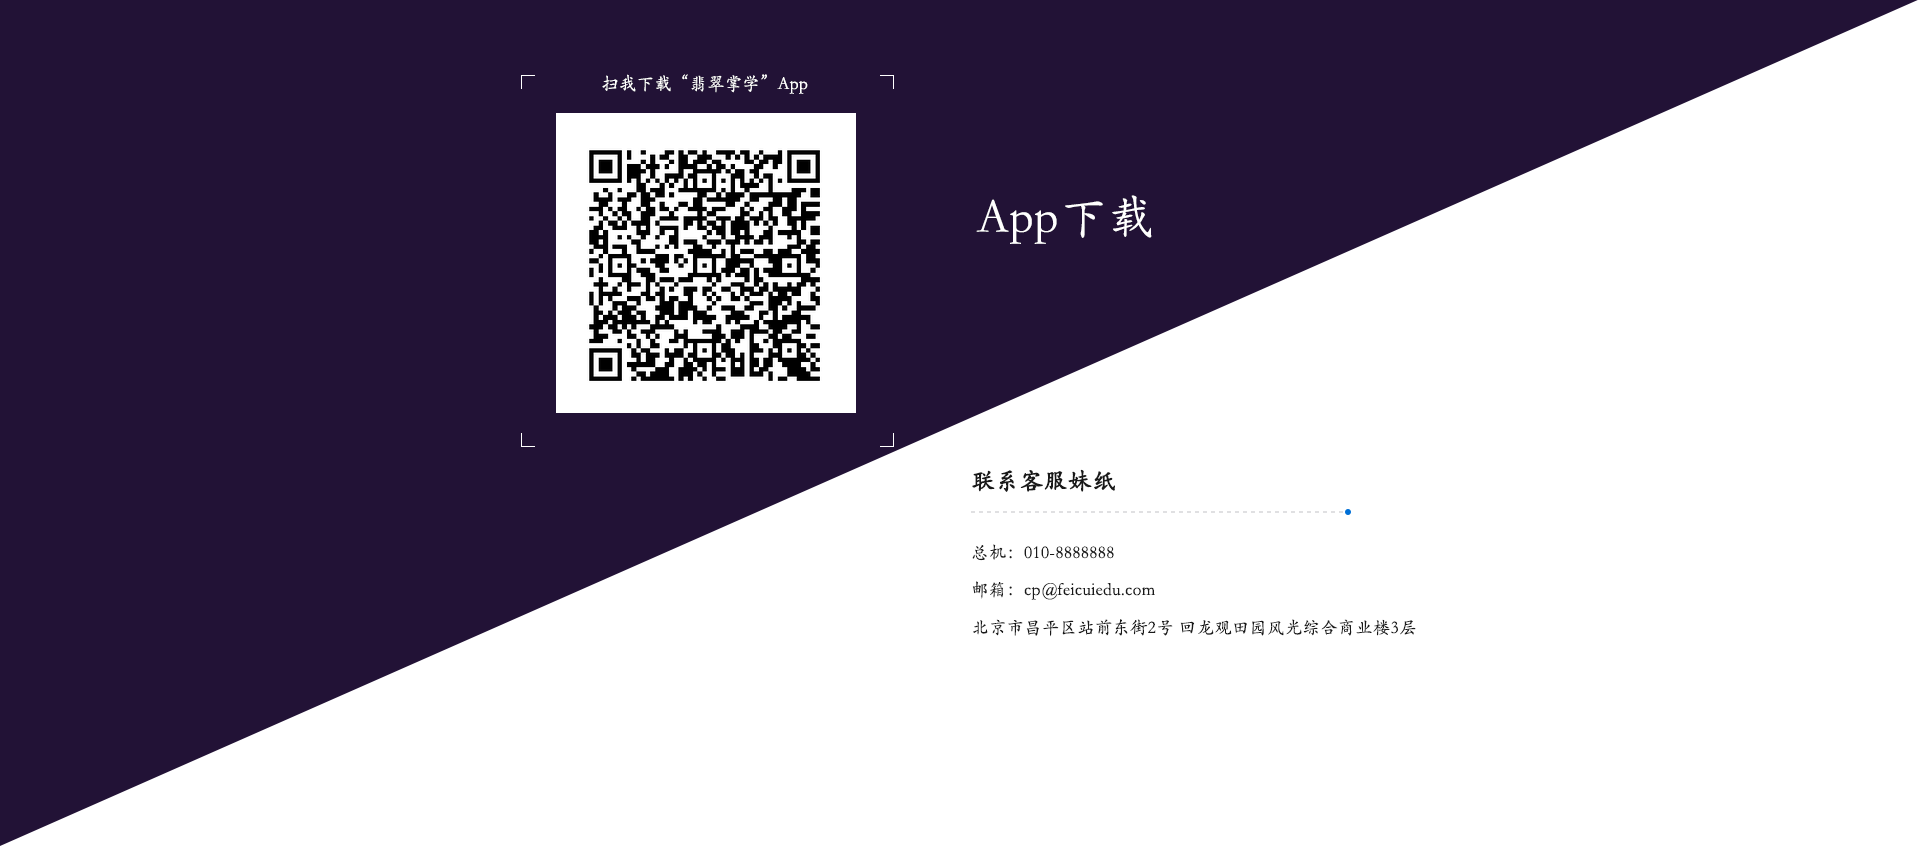 扫我下载“翡翠掌学”App
App下载
联系客服妹纸
总机：010-8888888
邮箱：cp@feicuiedu.com
北京市昌平区站前东街2号 回龙观田园风光综合商业楼3层